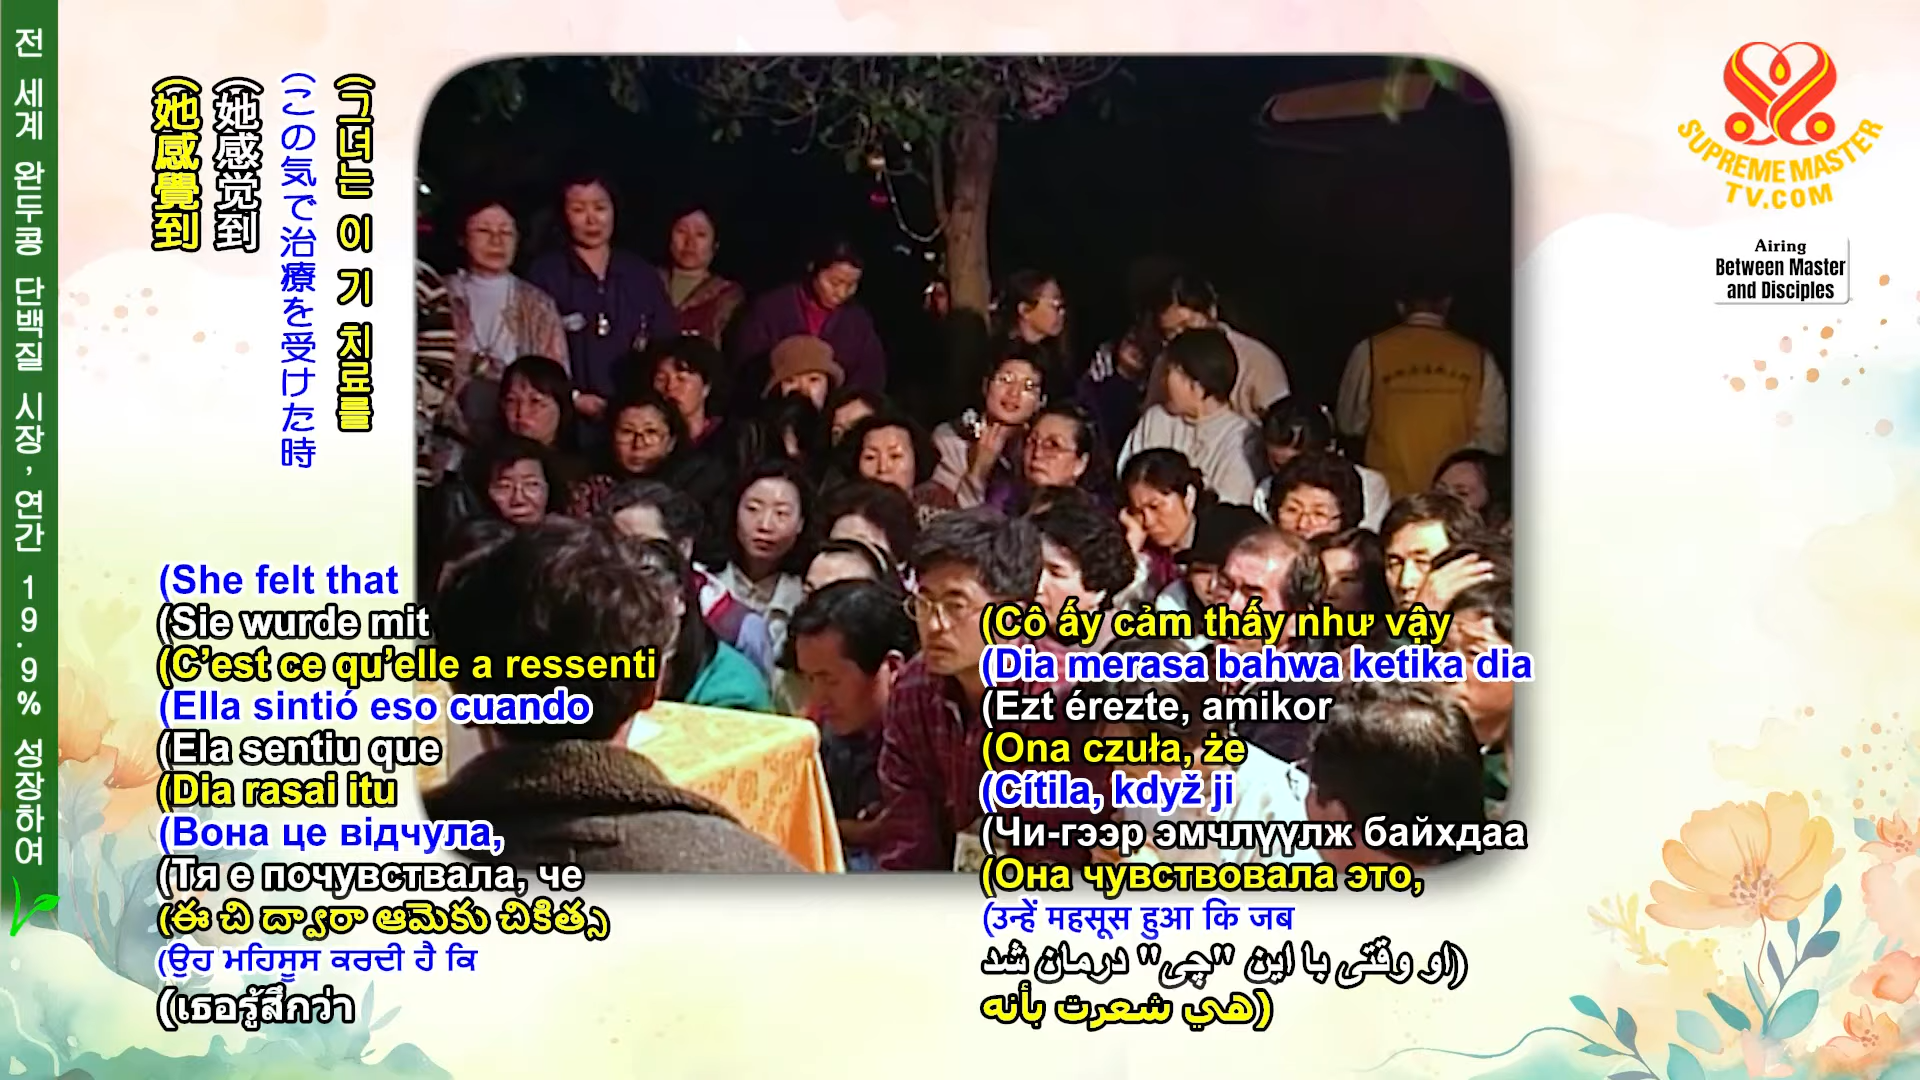 전 세계 완두콩 단백질 시장, 연간 19.9% 성장하여
(她感覺到
(她感觉到
(この気で治療を受けた時
(그녀는 이 기 치료를
SUPREME MASTER
TV.COM
Airing
Between Master
and Disciples
(She felt that
(Sie wurde mit
(C’est ce qu’elle a ressenti
(Ella sintió eso cuando
(Ela sentiu que
(Dia rasai itu
(Вона це відчула,
(Тя е почувствала, че
(ఈ చి ద్వారా ఆమెకు చికిత్స
(ਉਹ ਮਹਿਸੂਸ ਕਰਦੀ ਹੈ ਕਿ
(เธอรู้สึกว่า
(Cô ấy cảm thấy như vậy
(Dia merasa bahwa ketika dia
(Ezt érezte, amikor
(Ona czuła, że
(Cítila, když ji
(Чи-гээр эмчлүүлж байхдаа
(Она чувствовала это,
(उन्हें महसूस हुआ कि जब
(او وقتی با این "چی" درمان شد
(هي شعرت بأنه